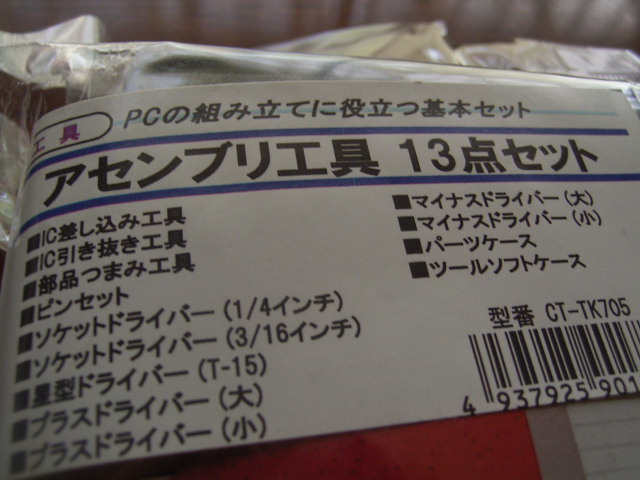 工具
PCの組み立てに役立つ基本セット
アセンブリ工具 13点セット
■IC差し込み工具
■IC引き抜き工具
■部品つまみ工具
■ピンセット
■ソケットドライバー(1/4インチ)
■ソケットドライバー(3/16インチ)
■星型ドライバー(T-15)
■プラスドライバー(大)
■プラスドライバー(小)
■マイナスドライバー(大)
■マイナスドライバー(小)
■パーツケース
■ツールソフトケース
型番 CT-TK705
4 937925 901